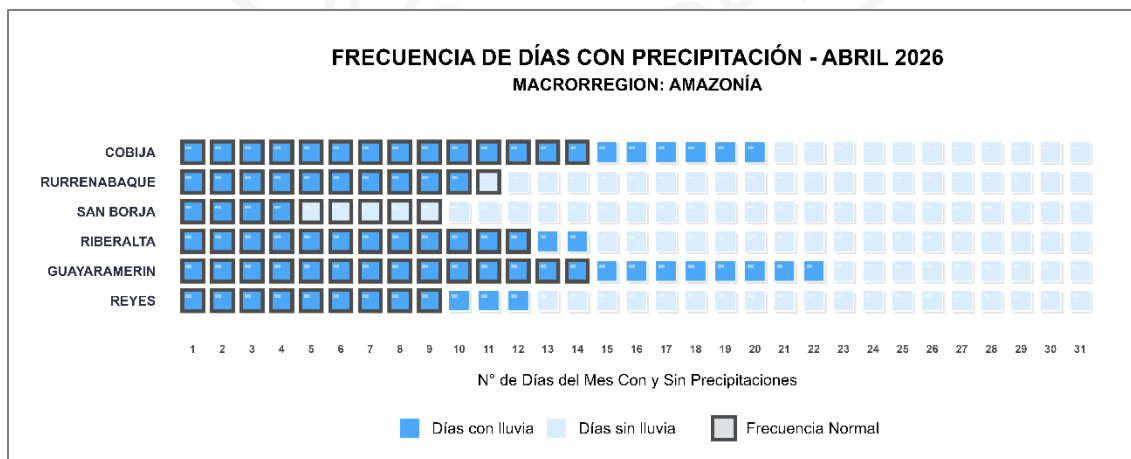 FRECUENCIA DE DÍAS CON PRECIPITACIÓN - ABRIL 2026
MACRORREGION: AMAZONÍA
COBIJA
RURRENABAQUE
SAN BORJA
RIBERALTA
GUAYARAMERIN
REYES
1 2 3 4 5 6 7 8 9 10 11 12 13 14 15 16 17 18 19 20 21 22 23 24 25 26 27 28 29 30 31
N° de Días del Mes Con y Sin Precipitaciones
Días con lluvia Días sin lluvia Frecuencia Normal